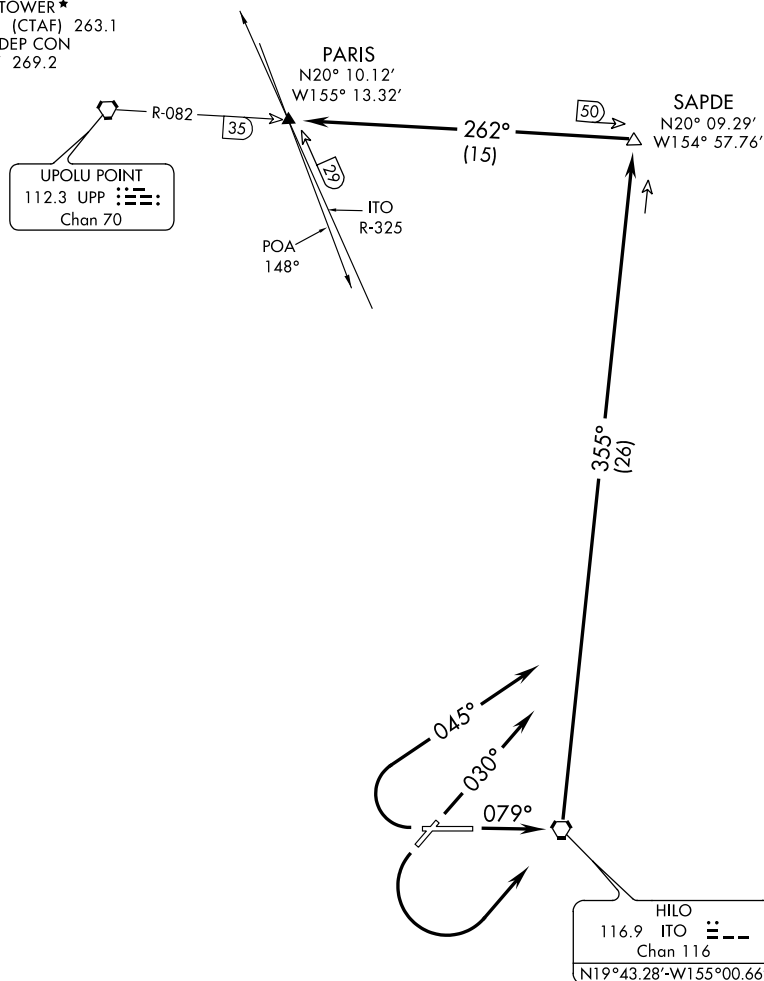 TOWER★
(CTAF) 263.1
DEP CON
269.2
PARIS
N20° 10.12'
W155° 13.32'
R-082
35
50
SAPDE
N20° 09.29'
W154° 57.76'
262°
(15)
UPOLU POINT
112.3 UPP
Chan 70
29
ITO
R-325
POA
148°
355°
(26)
045°
030°
079°
HILO
116.9 ITO
Chan 116
N19°43.28'-W155°00.66'